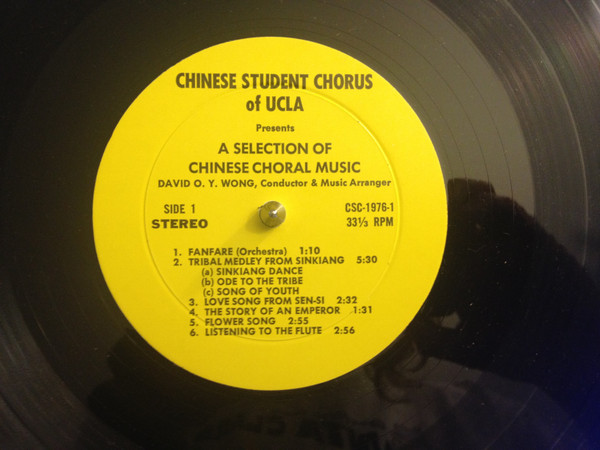 CHINESE STUDENT CHORUS
of UCLA
Presents
A SELECTION OF
CHINESE CHORAL MUSIC
DAVID O. Y. WONG, Conductor & Music Arranger
SIDE 1 CSC-1976-1
STEREO 33⅓ RPM
1. FANFARE (Orchestra) 1:10
2. TRIBAL MEDLEY FROM SINKIANG 5:30
(a) SINKIANG DANCE
(b) ODE TO THE TRIBE
(c) SONG OF YOUTH
3. LOVE SONG FROM SEN-SI 2:32
4. THE STORY OF AN EMPEROR 1:31
5. FLOWER SONG 2:55
6. LISTENING TO THE FLUTE 2:56